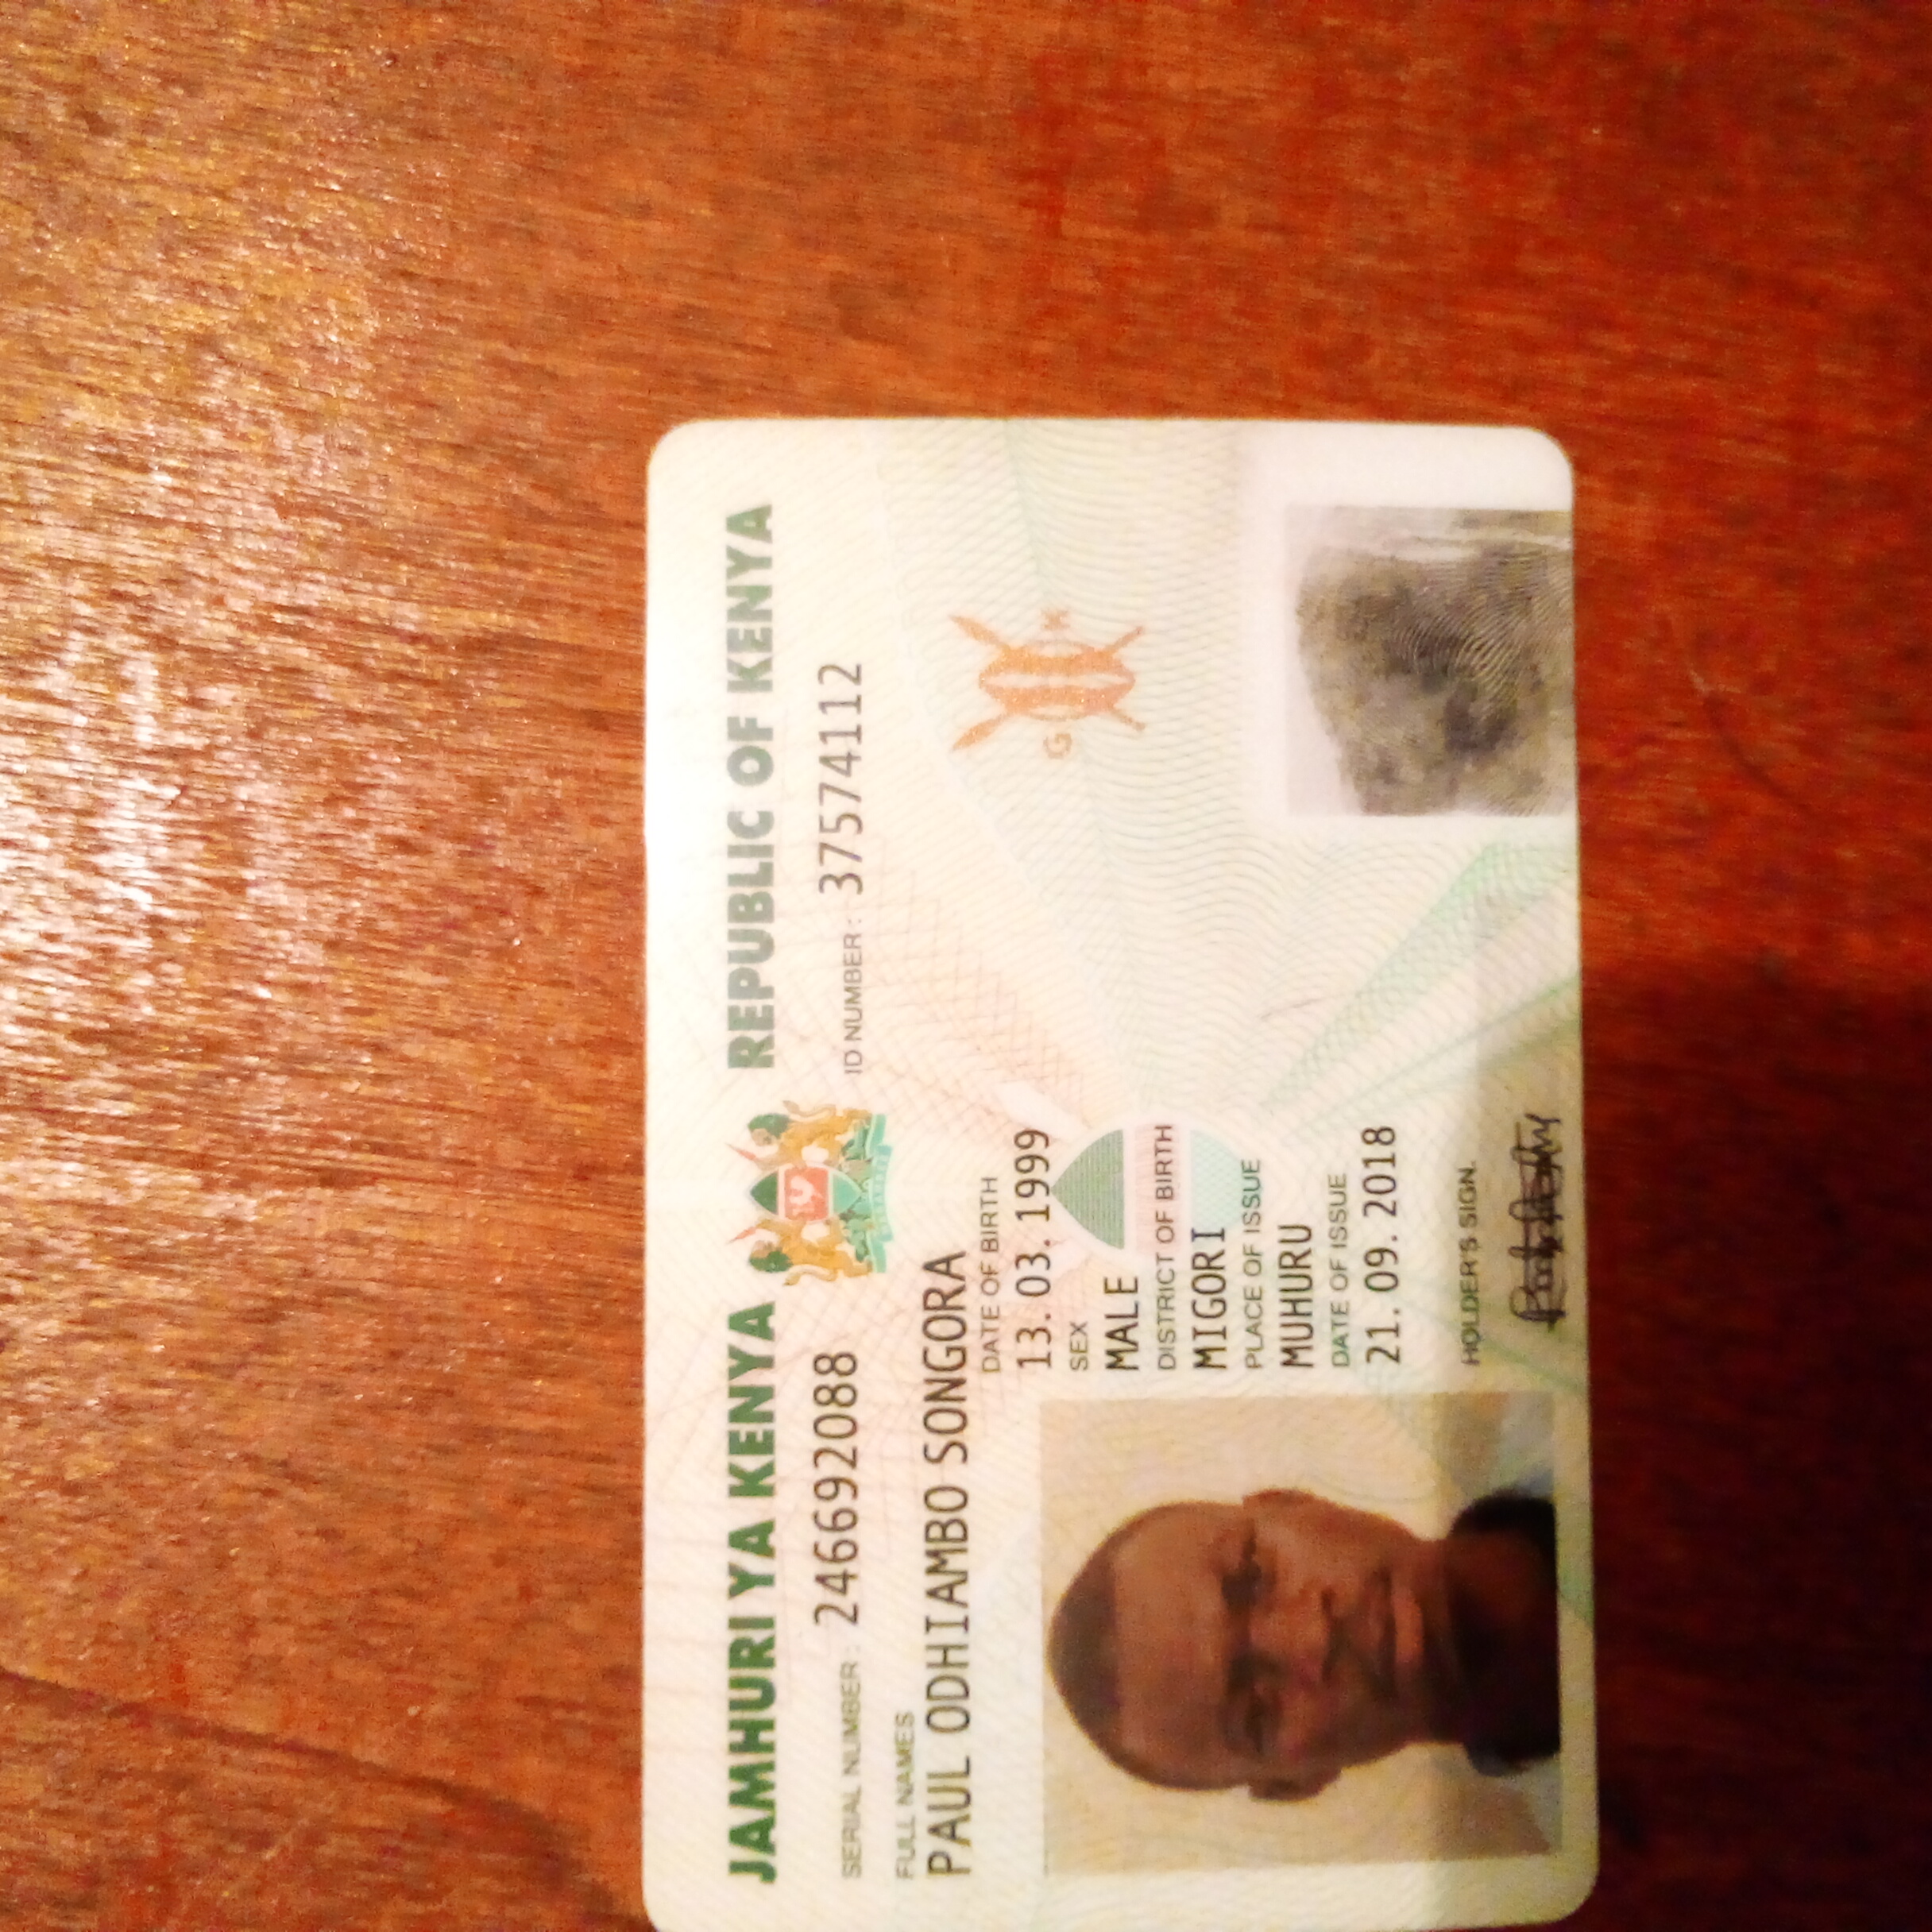 JAMHURI YA KENYA REPUBLIC OF KENYA
SERIAL NUMBER : 246692088 ID NUMBER : 37574112
FULL NAMES
PAUL ODHIAMBO SONGORA
DATE OF BIRTH
13. 03. 1999
SEX
MALE
DISTRICT OF BIRTH
MIGORI
PLACE OF ISSUE
MUHURU
DATE OF ISSUE
21. 09. 2018
HOLDER'S SIGN.
G K